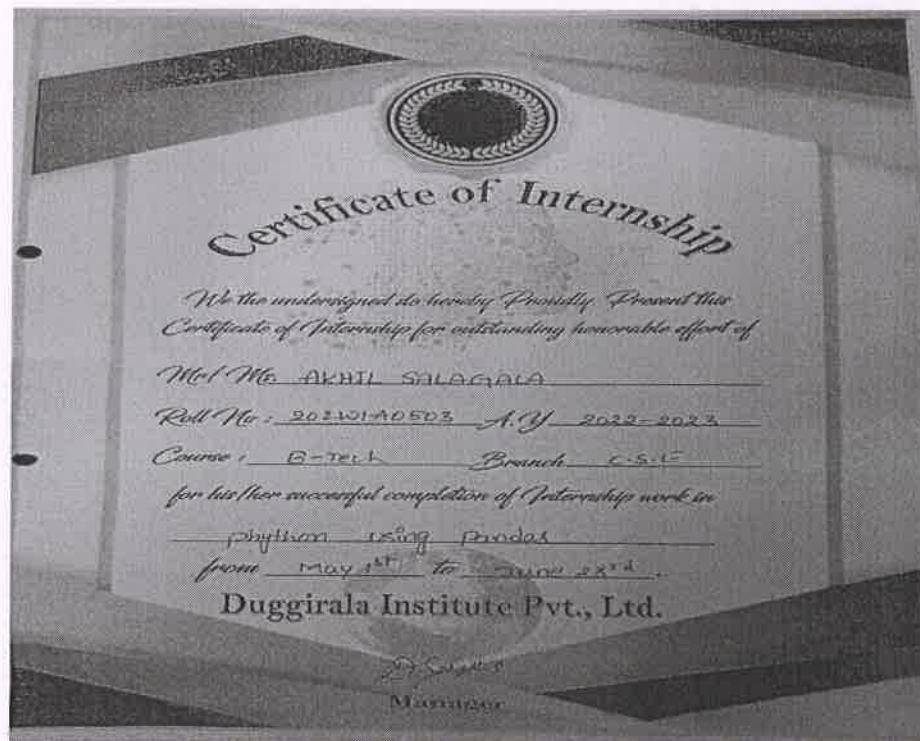 Certificate of Internship
We the undersigned do hereby Proudly Present this
Certificate of Internship for outstanding honorable effort of
Mr/ Ms AKHIL SALAGALA
Roll No : A.Y 2022-2023
Course : B-Tech Branch C.S.E
for his/her successful completion of Internship work in
phython using pandas
from May 1st to June
Duggirala Institute Pvt., Ltd.
Manager